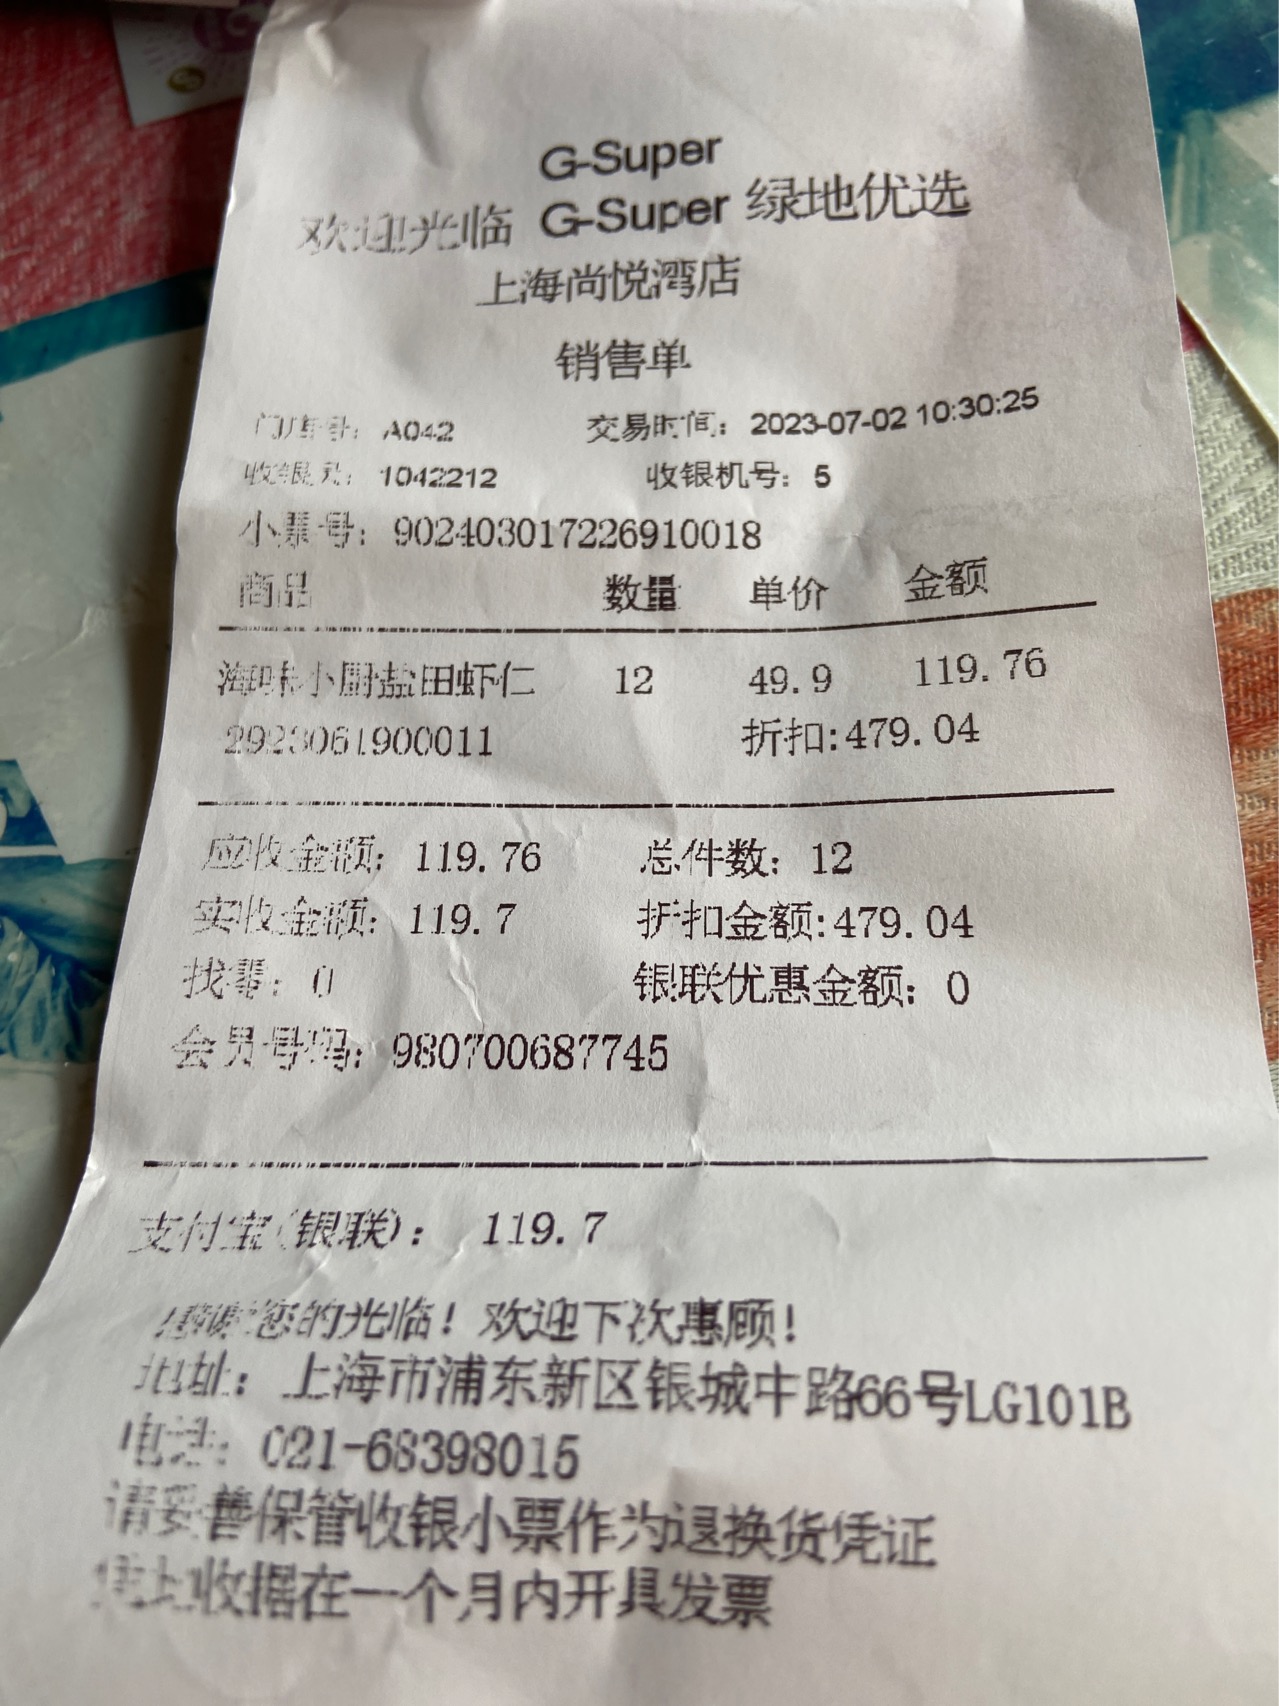 G-Super
欢迎光临 G-Super 绿地优选
上海尚悦湾店
销售单
门店号: A042 交易时间: 2023-07-02 10:30:25
收银员: 1042212 收银机号: 5
小票号: 902403017226910018
商品 数量 单价 金额
海味小厨盐田虾仁 12 49.9 119.76
2923061900011 折扣:479.04
应收金额: 119.76 总件数: 12
实收金额: 119.7 折扣金额:479.04
找零: 0 银联优惠金额: 0
会员号码: 980700687745
支付宝(银联): 119.7
感谢您的光临! 欢迎下次惠顾!
地址: 上海市浦东新区银城中路66号LG101B
电话: 021-68398015
请妥善保管收银小票作为退换货凭证
凭此收据在一个月内开具发票